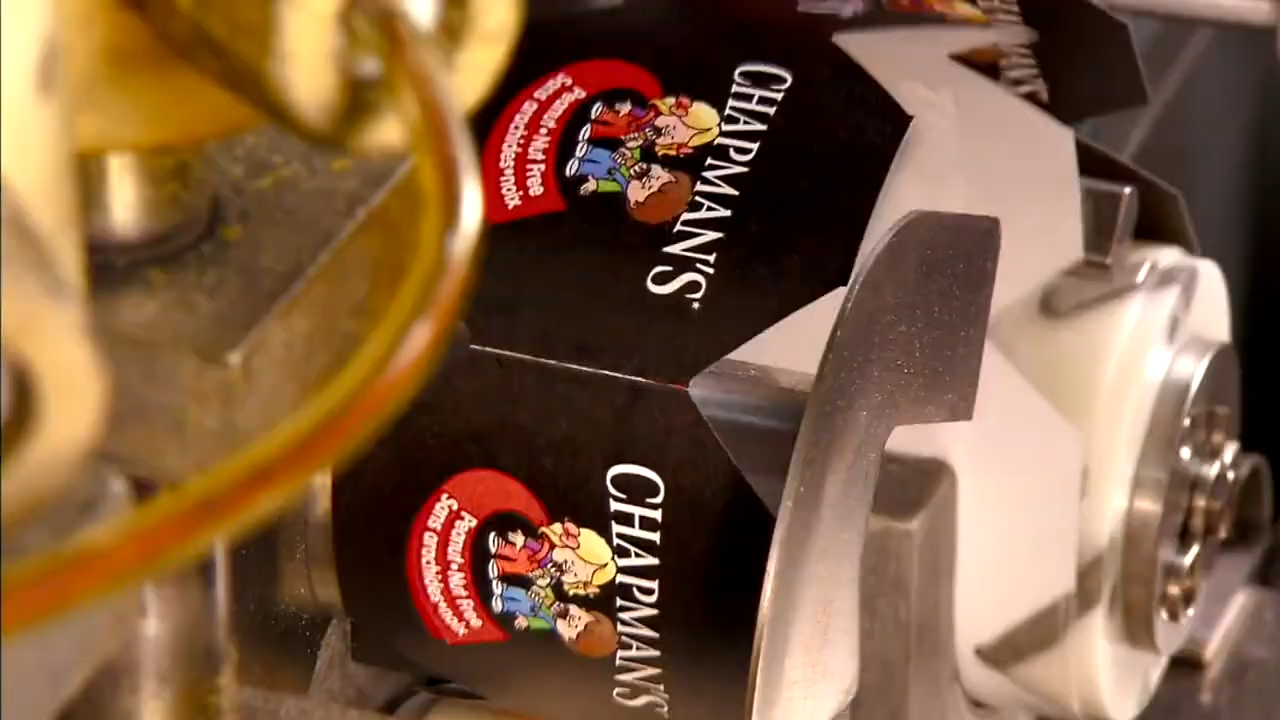 CHAPMAN'S
Peanut • Nut Free
Sans arachides • noix
CHAPMAN'S
Peanut • Nut Free
Sans arachides • noix